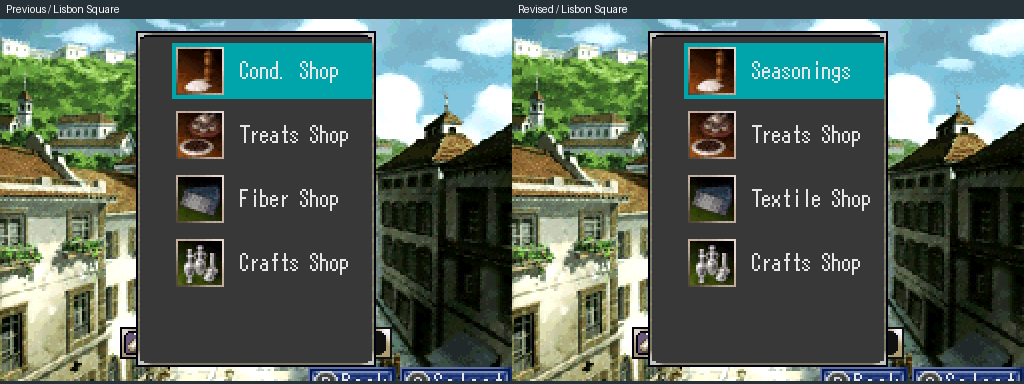 Previous / Lisbon Square
Cond. Shop
Treats Shop
Fiber Shop
Crafts Shop
Revised / Lisbon Square
Seasonings
Treats Shop
Textile Shop
Crafts Shop